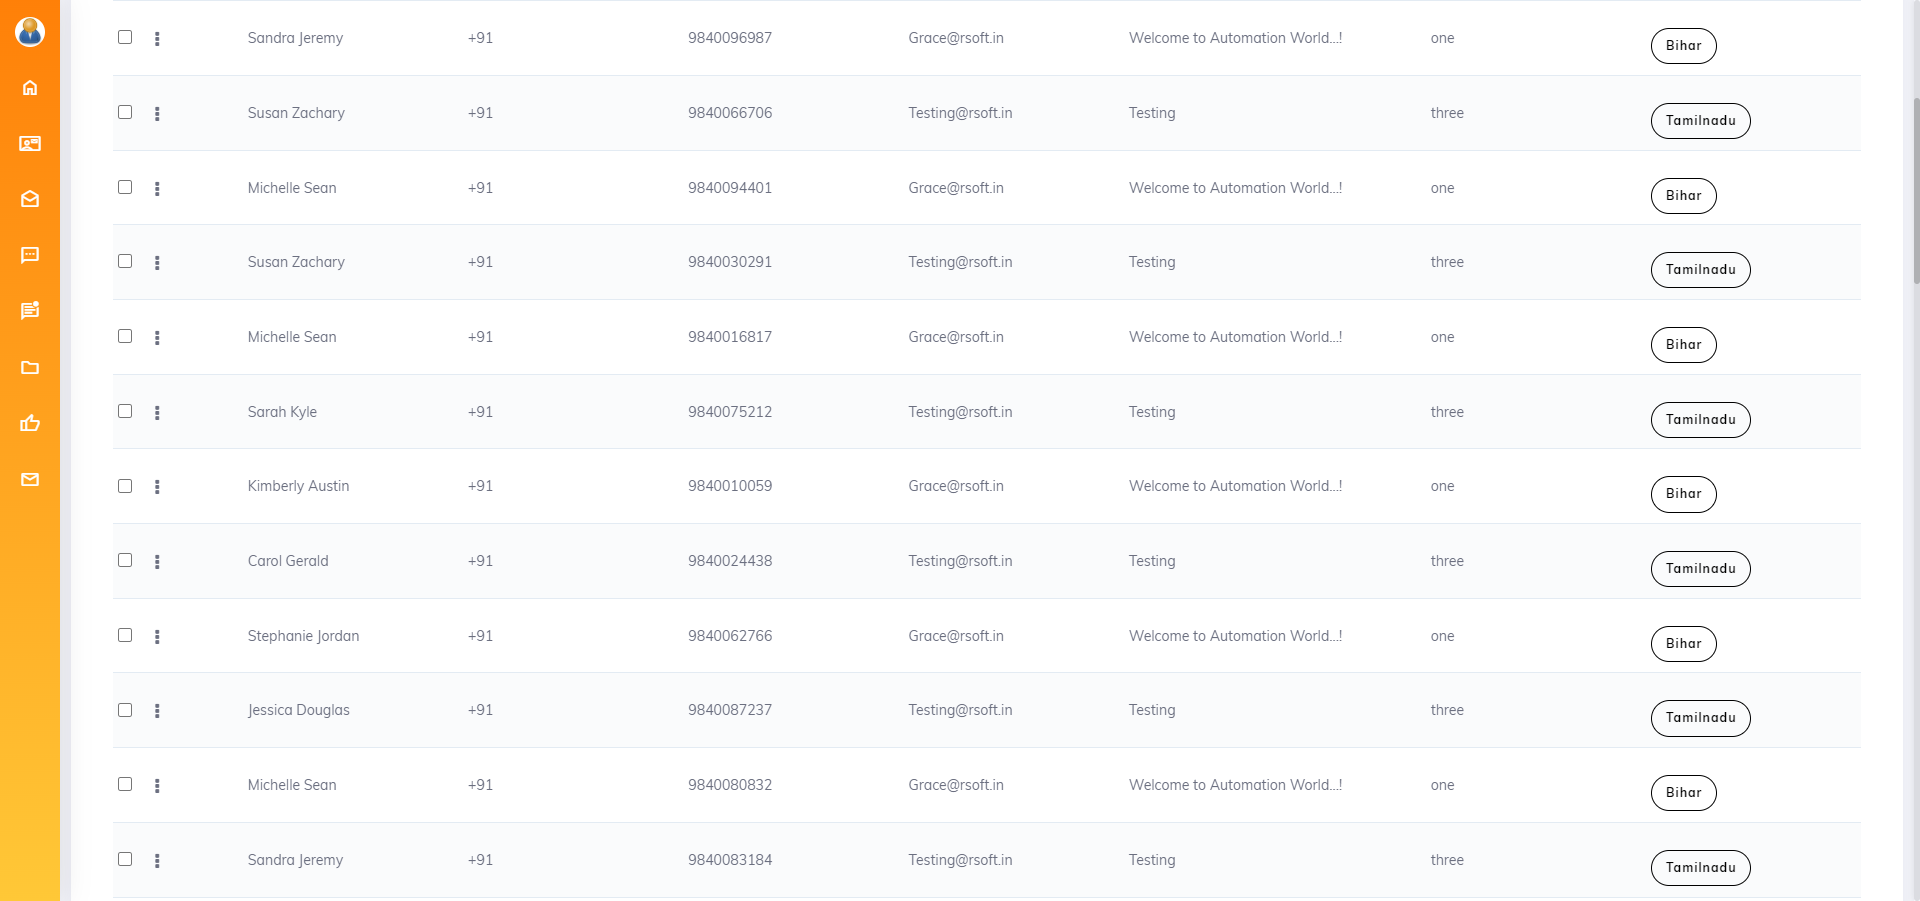 Sandra Jeremy +91 9840096987 Grace@rsoft.in Welcome to Automation World...! one Bihar
Susan Zachary +91 9840066706 Testing@rsoft.in Testing three Tamilnadu
Michelle Sean +91 9840094401 Grace@rsoft.in Welcome to Automation World...! one Bihar
Susan Zachary +91 9840030291 Testing@rsoft.in Testing three Tamilnadu
Michelle Sean +91 9840016817 Grace@rsoft.in Welcome to Automation World...! one Bihar
Sarah Kyle +91 9840075212 Testing@rsoft.in Testing three Tamilnadu
Kimberly Austin +91 9840010059 Grace@rsoft.in Welcome to Automation World...! one Bihar
Carol Gerald +91 9840024438 Testing@rsoft.in Testing three Tamilnadu
Stephanie Jordan +91 9840062766 Grace@rsoft.in Welcome to Automation World...! one Bihar
Jessica Douglas +91 9840087237 Testing@rsoft.in Testing three Tamilnadu
Michelle Sean +91 9840080832 Grace@rsoft.in Welcome to Automation World...! one Bihar
Sandra Jeremy +91 9840083184 Testing@rsoft.in Testing three Tamilnadu